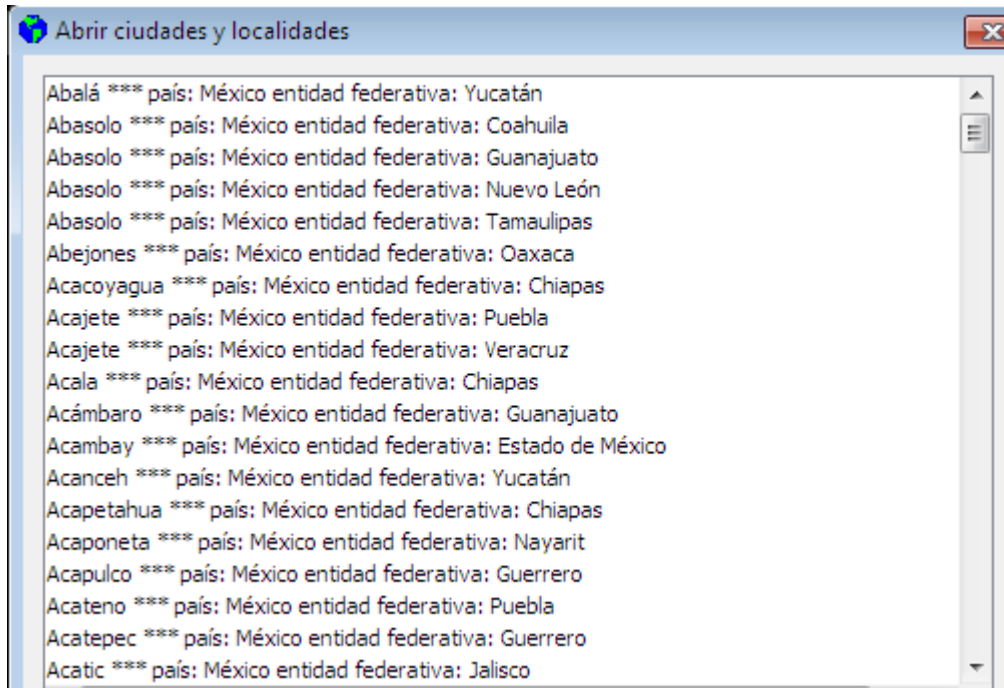 Abrir ciudades y localidades
Abalá *** país: México entidad federativa: Yucatán
Abasolo *** país: México entidad federativa: Coahuila
Abasolo *** país: México entidad federativa: Guanajuato
Abasolo *** país: México entidad federativa: Nuevo León
Abasolo *** país: México entidad federativa: Tamaulipas
Abejones *** país: México entidad federativa: Oaxaca
Acacoyagua *** país: México entidad federativa: Chiapas
Acajete *** país: México entidad federativa: Puebla
Acajete *** país: México entidad federativa: Veracruz
Acala *** país: México entidad federativa: Chiapas
Acámbaro *** país: México entidad federativa: Guanajuato
Acambay *** país: México entidad federativa: Estado de México
Acanceh *** país: México entidad federativa: Yucatán
Acapetahua *** país: México entidad federativa: Chiapas
Acaponeta *** país: México entidad federativa: Nayarit
Acapulco *** país: México entidad federativa: Guerrero
Acateno *** país: México entidad federativa: Puebla
Acatepec *** país: México entidad federativa: Guerrero
Acatic *** país: México entidad federativa: Jalisco